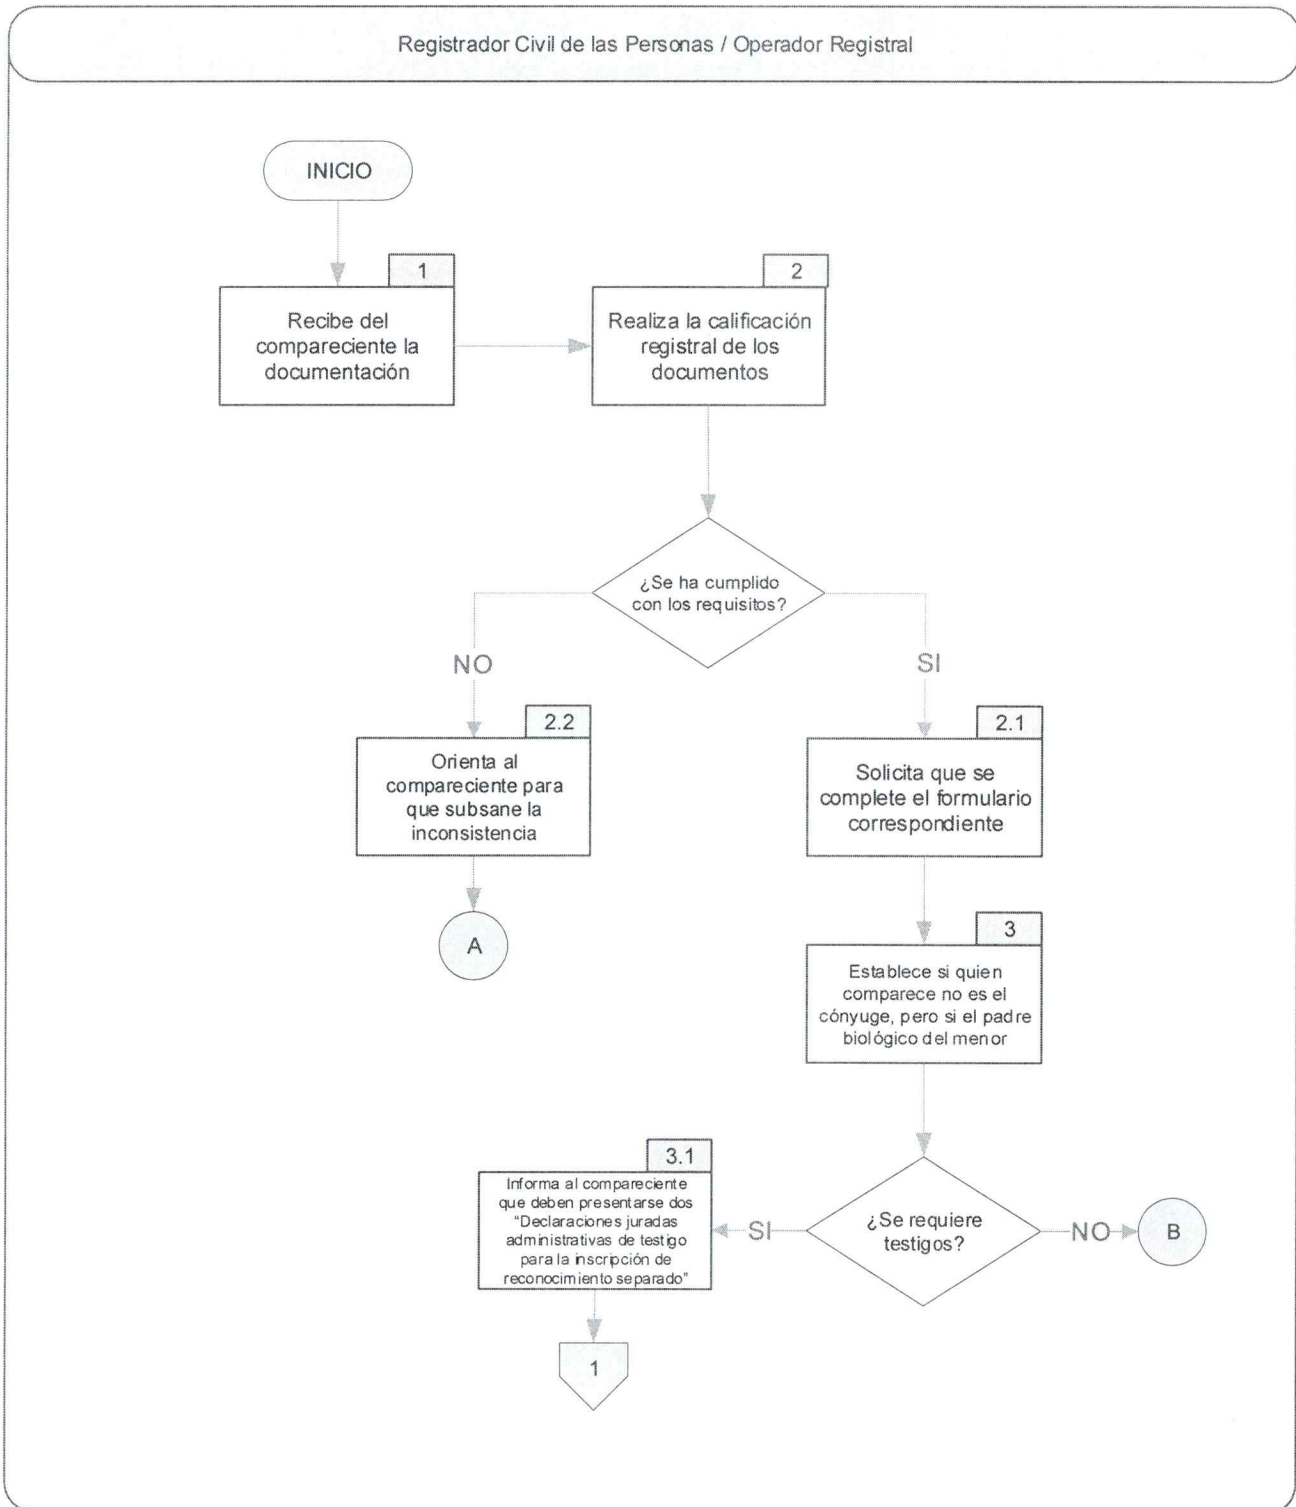 Registrador Civil de las Personas / Operador Registral
INICIO
1
Recibe del
compareciente la
documentación
2
Realiza la calificación
registral de los
documentos
¿Se ha cumplido
con los requisitos?
NO
SI
2.2
Orienta al
compareciente para
que subsane la
inconsistencia
A
2.1
Solicita que se
complete el formulario
correspondiente
3
Establece si quien
comparece no es el
cónyuge, pero si el padre
biológico del menor
¿Se requiere
testigos?
SI
NO
B
3.1
Informa al compareciente
que deben presentarse dos
"Declaraciones juradas
administrativas de testigo
para la inscripción de
reconocimiento separado"
1